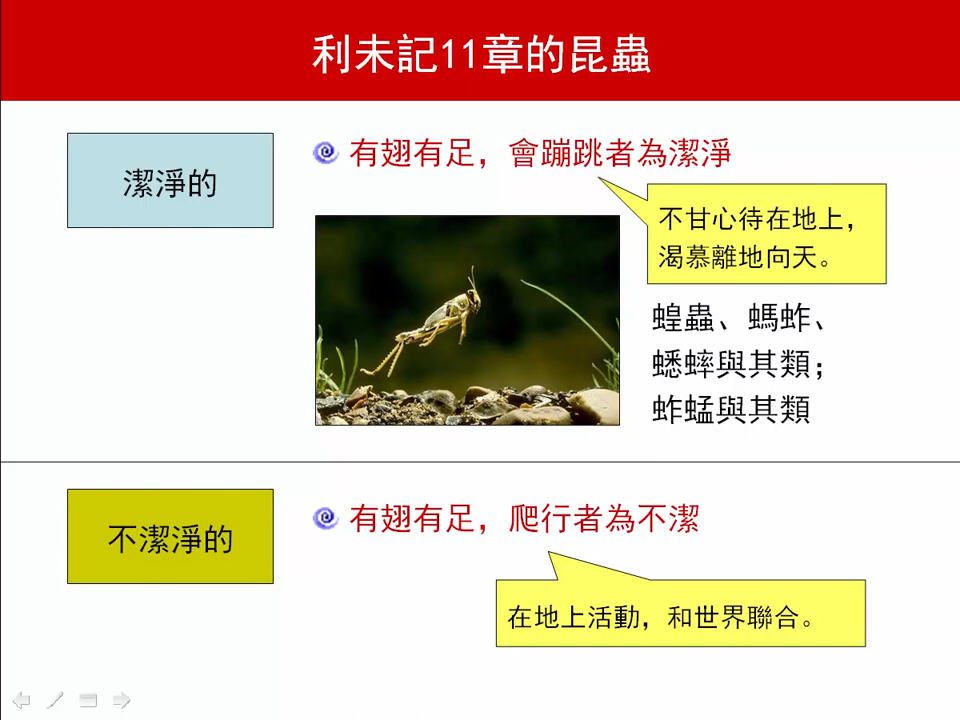 利未記11章的昆蟲
潔淨的
有翅有足，會蹦跳者為潔淨
不甘心待在地上，
渴慕離地向天。
蝗蟲、螞蚱、
蟋蟀與其類；
蚱蜢與其類
不潔淨的
有翅有足，爬行者為不潔
在地上活動，和世界聯合。